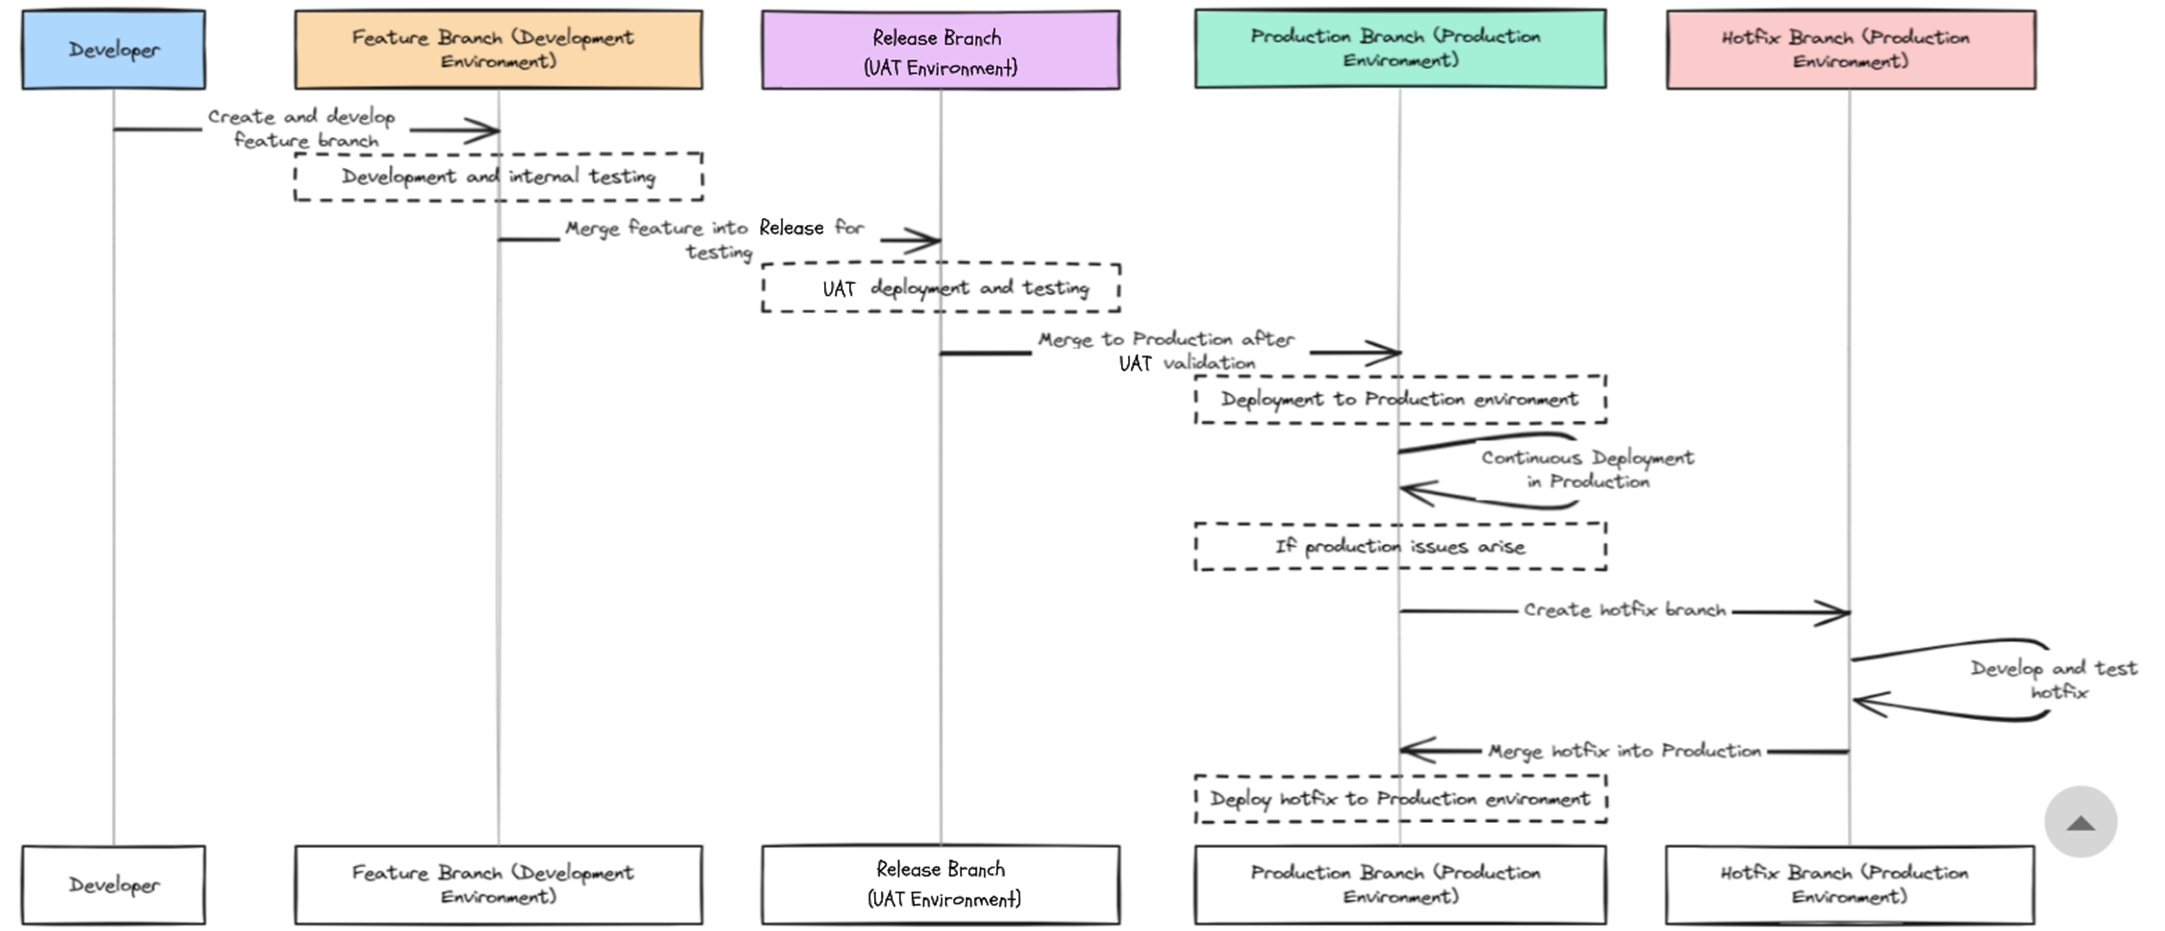 Developer
Feature Branch (Development
Environment)
Release Branch
(UAT Environment)
Production Branch (Production
Environment)
Hotfix Branch (Production
Environment)
Create and develop
feature branch
Development and internal testing
Merge feature into Release for
testing
UAT deployment and testing
Merge to Production after
UAT validation
Deployment to Production environment
Continuous Deployment
in Production
If production issues arise
Create hotfix branch
Develop and test
hotfix
Merge hotfix into Production
Deploy hotfix to Production environment
Developer
Feature Branch (Development
Environment)
Release Branch
(UAT Environment)
Production Branch (Production
Environment)
Hotfix Branch (Production
Environment)